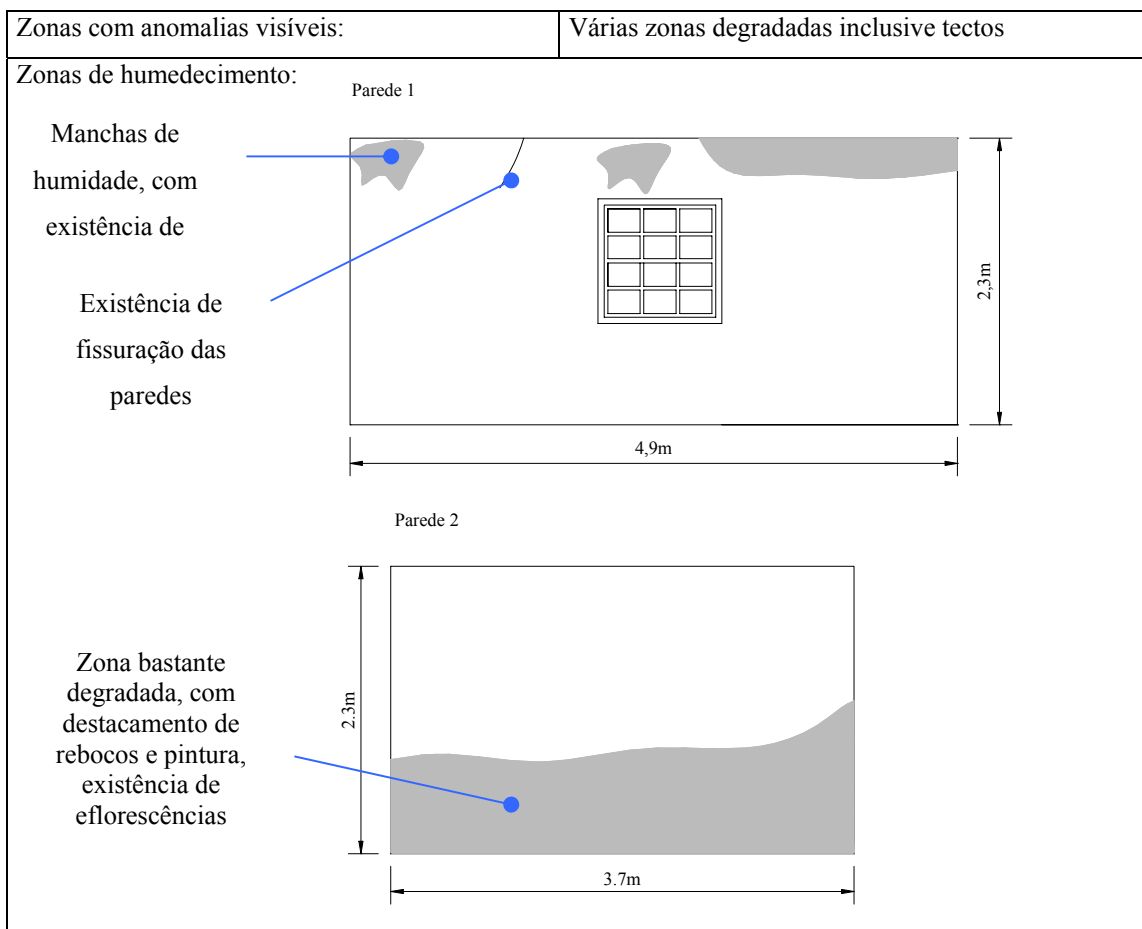 Zonas com anomalias visíveis:
Várias zonas degradadas inclusive tectos
Zonas de humedecimento:
Parede 1
Manchas de
humidade, com
existência de
Existência de
fissuração das
paredes
2,3m
4,9m
Parede 2
2.3m
Zona bastante
degradada, com
destacamento de
rebocos e pintura,
existência de
eflorescências
3.7m